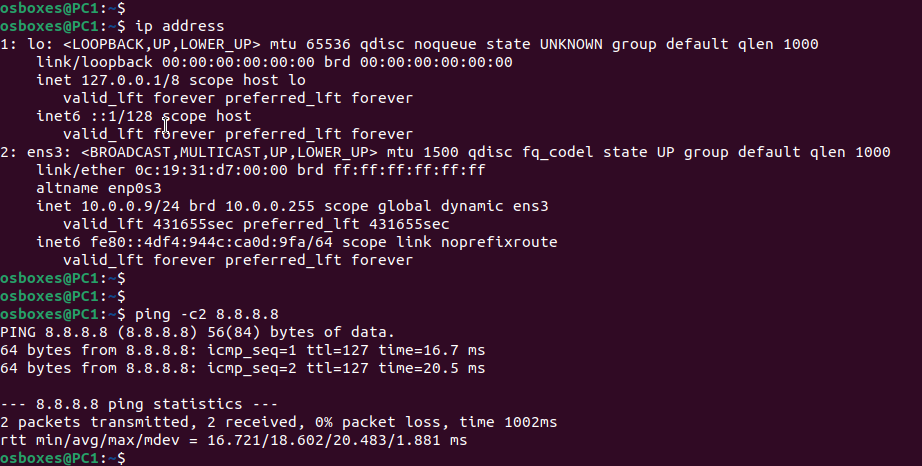 osboxes@PC1:~$
osboxes@PC1:~$ ip address
1: lo: <LOOPBACK,UP,LOWER_UP> mtu 65536 qdisc noqueue state UNKNOWN group default qlen 1000
    link/loopback 00:00:00:00:00:00 brd 00:00:00:00:00:00
    inet 127.0.0.1/8 scope host lo
       valid_lft forever preferred_lft forever
    inet6 ::1/128 scope host
       valid_lft forever preferred_lft forever
2: ens3: <BROADCAST,MULTICAST,UP,LOWER_UP> mtu 1500 qdisc fq_codel state UP group default qlen 1000
    link/ether 0c:19:31:d7:00:00 brd ff:ff:ff:ff:ff:ff
    altname enp0s3
    inet 10.0.0.9/24 brd 10.0.0.255 scope global dynamic ens3
       valid_lft 431655sec preferred_lft 431655sec
    inet6 fe80::4df4:944c:ca0d:9fa/64 scope link noprefixroute
       valid_lft forever preferred_lft forever
osboxes@PC1:~$
osboxes@PC1:~$
osboxes@PC1:~$ ping -c2 8.8.8.8
PING 8.8.8.8 (8.8.8.8) 56(84) bytes of data.
64 bytes from 8.8.8.8: icmp_seq=1 ttl=127 time=16.7 ms
64 bytes from 8.8.8.8: icmp_seq=2 ttl=127 time=20.5 ms

--- 8.8.8.8 ping statistics ---
2 packets transmitted, 2 received, 0% packet loss, time 1002ms
rtt min/avg/max/mdev = 16.721/18.602/20.483/1.881 ms
osboxes@PC1:~$